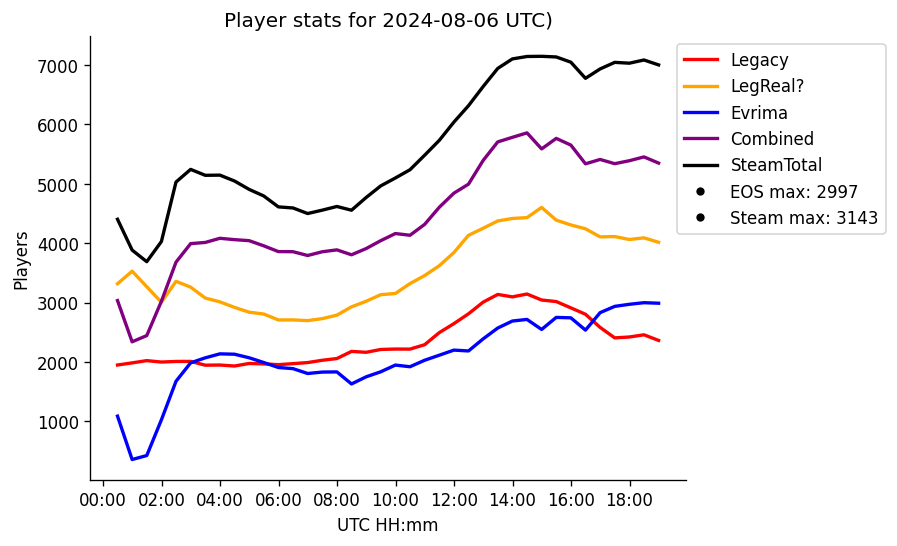 Player stats for 2024-08-06 UTC)
Players
7000
6000
5000
4000
3000
2000
1000
00:00 02:00 04:00 06:00 08:00 10:00 12:00 14:00 16:00 18:00
UTC HH:mm
Legacy
LegReal?
Evrima
Combined
SteamTotal
EOS max: 2997
Steam max: 3143